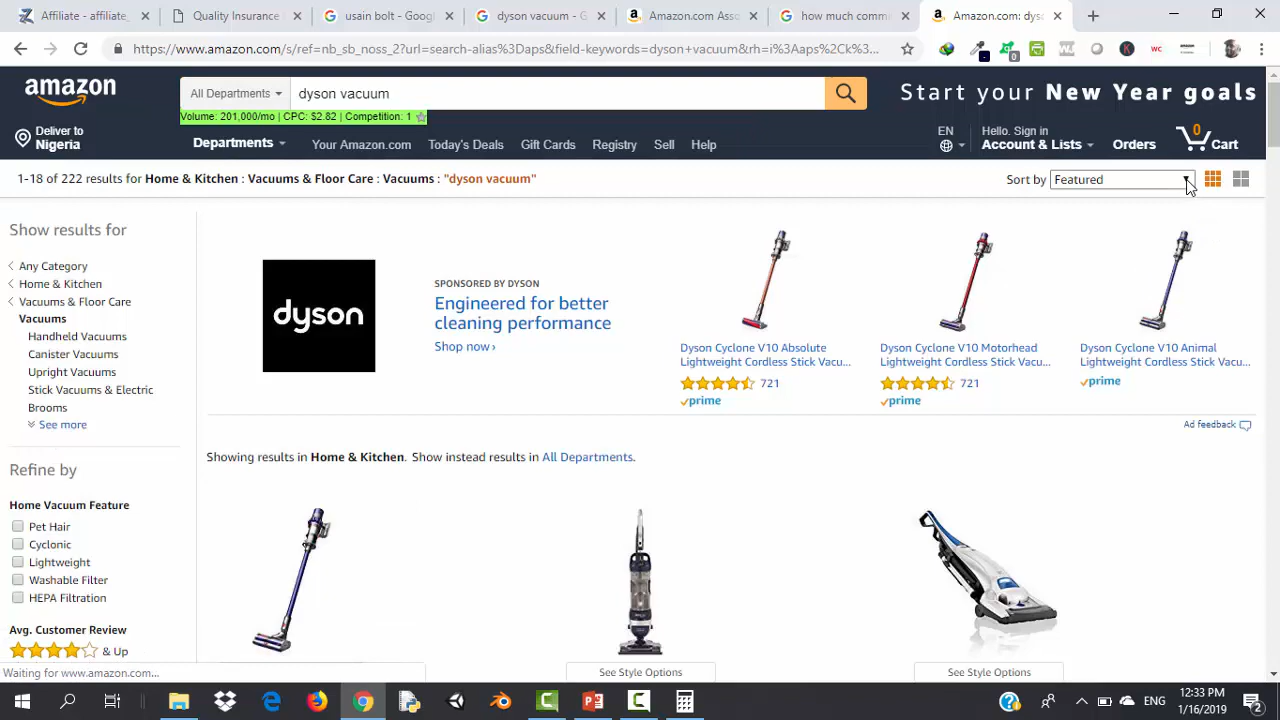 Affiliate - affiliate_
Quality Insurance
usain bolt - Goog
dyson vacuum - G
Amazon.com Asso
how much comme
Amazon.com: dys
https://www.amazon.com/s/ref=nb_sb_noss_2?url=search-alias%3Daps&field-keywords=dyson+vacuum&rh=i%3Aaps%2Ck%...
0
K
WC
amazon
All Departments
dyson vacuum
Start your New Year goals
Volume: 201,000/mo | CPC: $2.82 | Competition: 1
Deliver to
Nigeria
Departments
Your Amazon.com
Today's Deals
Gift Cards
Registry
Sell
Help
EN
Hello. Sign in
Account & Lists
Orders
0
Cart
1-18 of 222 results for Home & Kitchen : Vacuums & Floor Care : Vacuums : "dyson vacuum"
Sort by
Featured
Show results for
Any Category
Home & Kitchen
Vacuums & Floor Care
Vacuums
Handheld Vacuums
Canister Vacuums
Upright Vacuums
Stick Vacuums & Electric
Brooms
See more
dyson
SPONSORED BY DYSON
Engineered for better
cleaning performance
Shop now ›
Dyson Cyclone V10 Absolute
Lightweight Cordless Stick Vacu...
721
prime
Dyson Cyclone V10 Motorhead
Lightweight Cordless Stick Vacu...
721
prime
Dyson Cyclone V10 Animal
Lightweight Cordless Stick Vacu...
prime
Ad feedback
Showing results in Home & Kitchen. Show instead results in All Departments.
Refine by
Home Vacuum Feature
Pet Hair
Cyclonic
Lightweight
Washable Filter
HEPA Filtration
Avg. Customer Review
& Up
See Style Options
See Style Options
Waiting for www.amazon.com...
ENG
12:33 PM
1/16/2019
2